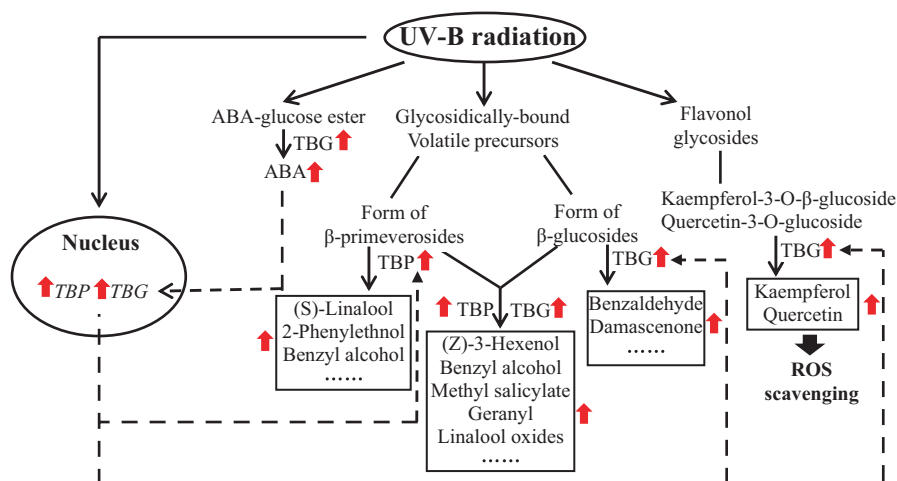 UV-B radiation
ABA-glucose ester
TBG
ABA
Glycosidically-bound
Volatile precursors
Flavonol
glycosides
Kaempferol-3-O-β-glucoside
Quercetin-3-O-glucoside
TBG
Form of
β-primeverosides
TBP
Form of
β-glucosides
TBG
Nucleus
TBP TBG
(S)-Linalool
2-Phenylethnol
Benzyl alcohol
……
TBP TBG
(Z)-3-Hexenol
Benzyl alcohol
Methyl salicylate
Geranyl
Linalool oxides
……
Benzaldehyde
Damascenone
……
Kaempferol
Quercetin
ROS
scavenging